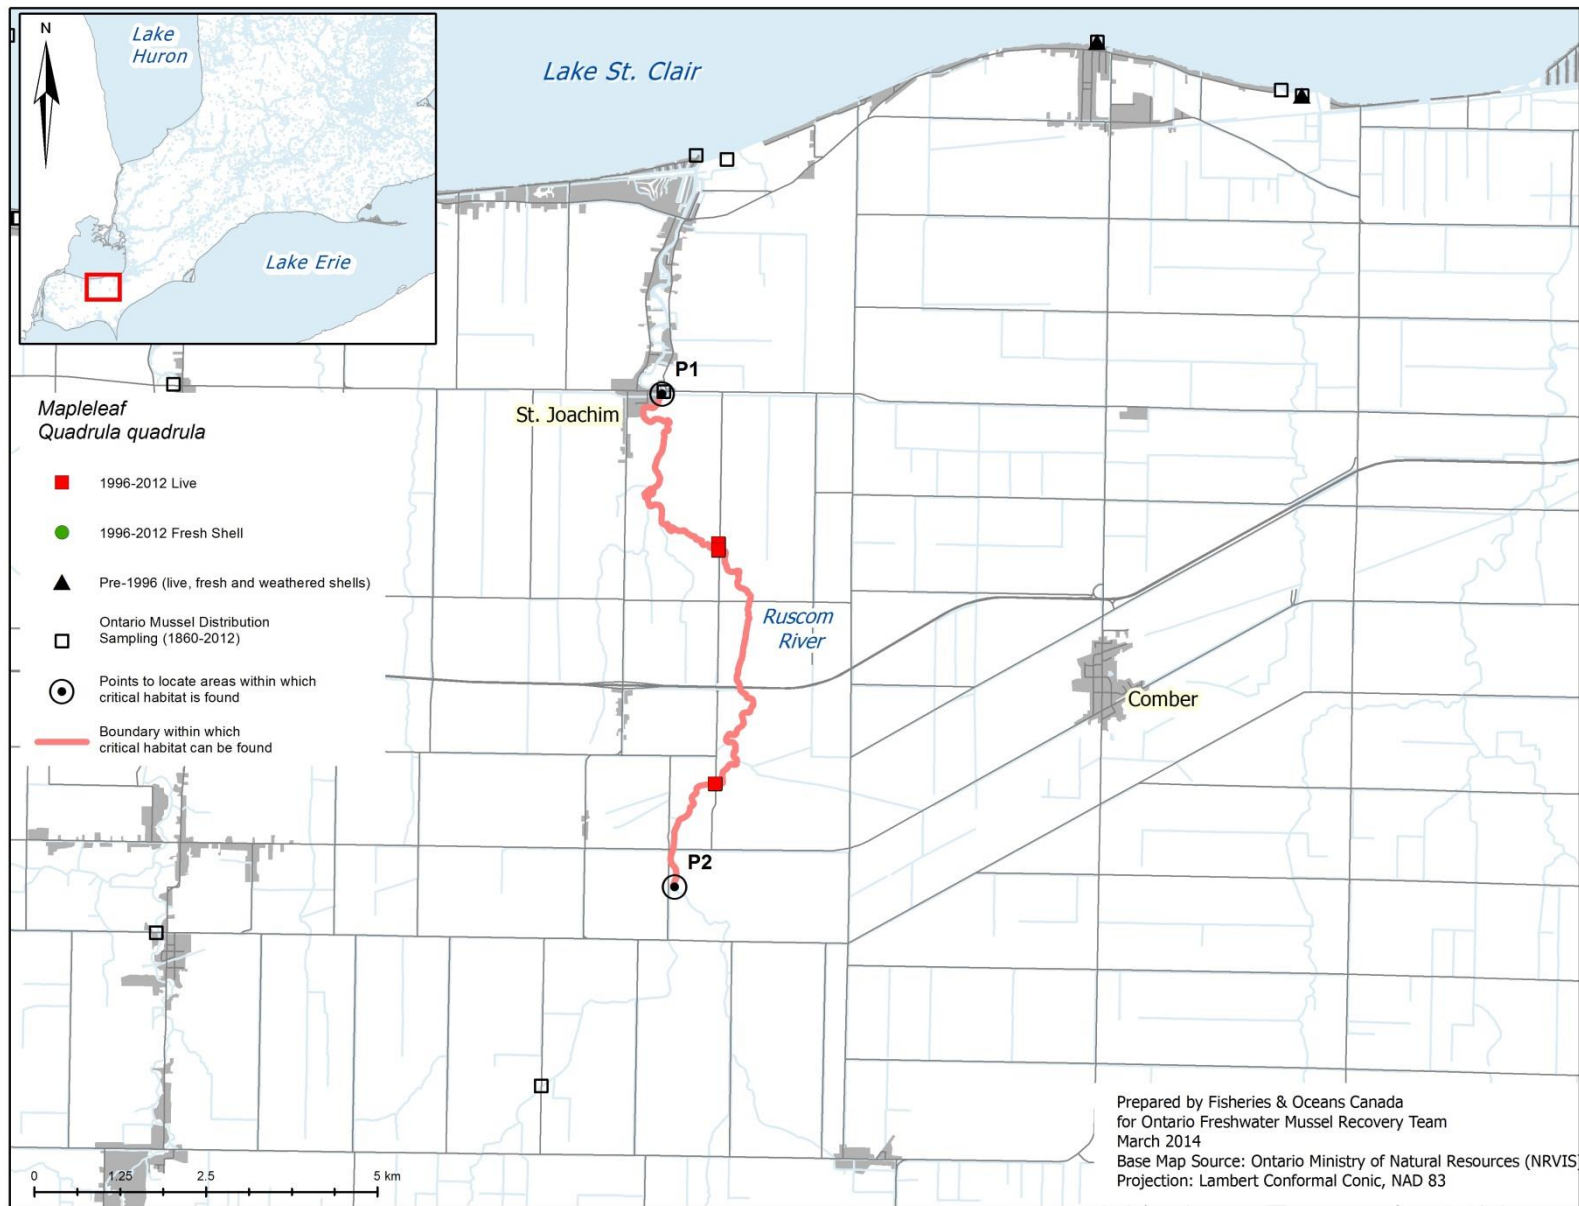 N
Lake
Huron
Lake Erie
Lake St. Clair
P1
St. Joachim
Mapleleaf
Quadrula quadrula
1996-2012 Live
1996-2012 Fresh Shell
Pre-1996 (live, fresh and weathered shells)
Ontario Mussel Distribution
Sampling (1860-2012)
Points to locate areas within which
critical habitat is found
Boundary within which
critical habitat can be found
Ruscom
River
Comber
P2
0 1.25 2.5 5 km
Prepared by Fisheries & Oceans Canada
for Ontario Freshwater Mussel Recovery Team
March 2014
Base Map Source: Ontario Ministry of Natural Resources (NRVIS)
Projection: Lambert Conformal Conic, NAD 83